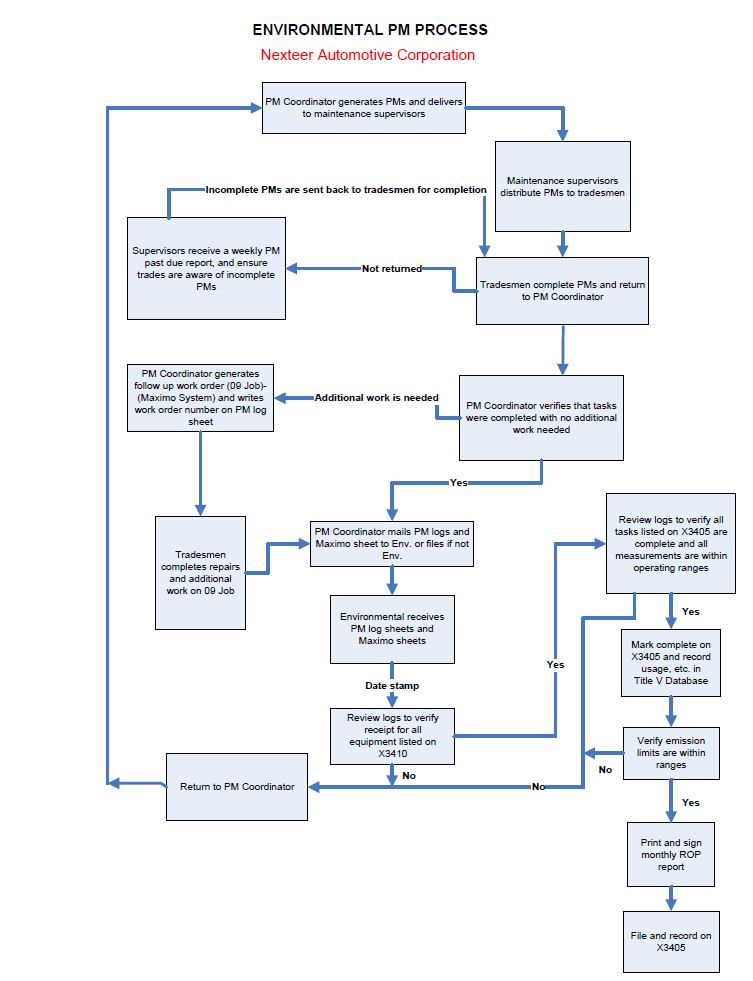 ENVIRONMENTAL PM PROCESS
Nexteer Automotive Corporation
PM Coordinator generates PMs and delivers
to maintenance supervisors
Maintenance supervisors
distribute PMs to tradesmen
Incomplete PMs are sent back to tradesmen for completion
Supervisors receive a weekly PM
past due report, and ensure
trades are aware of incomplete
PMs
Not returned
Tradesmen complete PMs and return
to PM Coordinator
PM Coordinator generates
follow up work order (09 Job)-
(Maximo System) and writes
work order number on PM log
sheet
Additional work is needed
PM Coordinator verifies that tasks
were completed with no additional
work needed
Yes
Tradesmen
completes repairs
and additional
work on 09 Job
PM Coordinator mails PM logs and
Maximo sheet to Env. or files if not
Env.
Review logs to verify all
tasks listed on X3405 are
complete and all
measurements are within
operating ranges
Environmental receives
PM log sheets and
Maximo sheets
Yes
Yes
Mark complete on
X3405 and record
usage, etc. in
Title V Database
Date stamp
Review logs to verify
receipt for all
equipment listed on
X3410
Verify emission
limits are within
ranges
No
No
No
Return to PM Coordinator
Yes
Print and sign
monthly ROP
report
File and record on
X3405